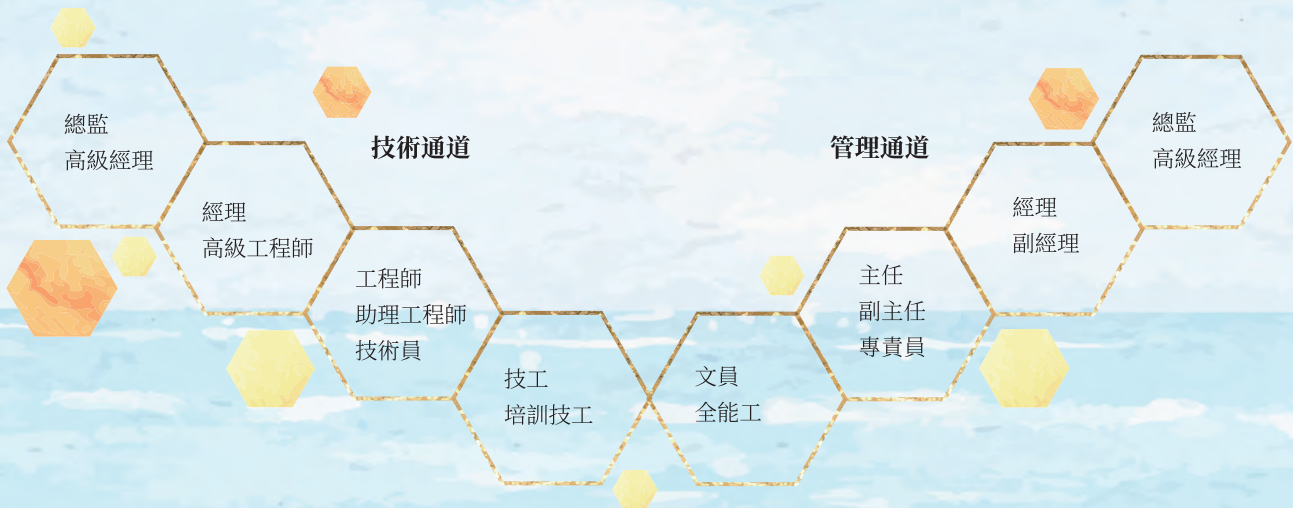 技術通道
總監
高級經理
經理
高級工程師
工程師
助理工程師
技術員
技工
培訓技工
管理通道
總監
高級經理
經理
副經理
主任
副主任
專責員
文員
全能工